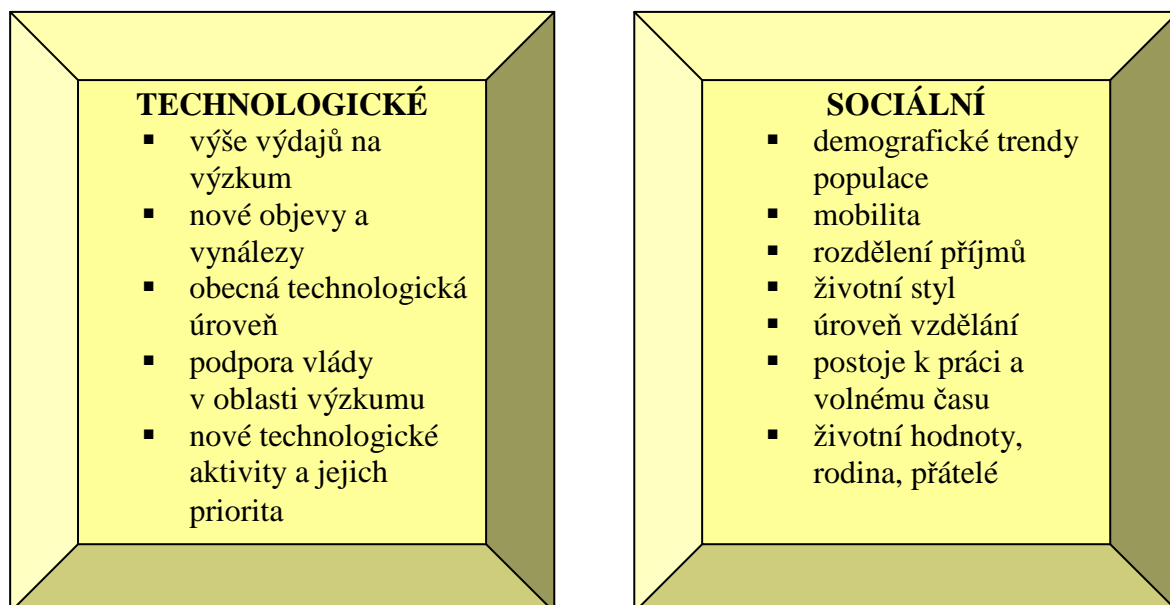 TECHNOLOGICKÉ
▪ výše výdajů na
výzkum
▪ nové objevy a
vynálezy
▪ obecná technologická
úroveň
▪ podpora vlády
v oblasti výzkumu
▪ nové technologické
aktivity a jejich
priorita
SOCIÁLNÍ
▪ demografické trendy
populace
▪ mobilita
▪ rozdělení příjmů
▪ životní styl
▪ úroveň vzdělání
▪ postoje k práci a
volnému času
▪ životní hodnoty,
rodina, přátelé